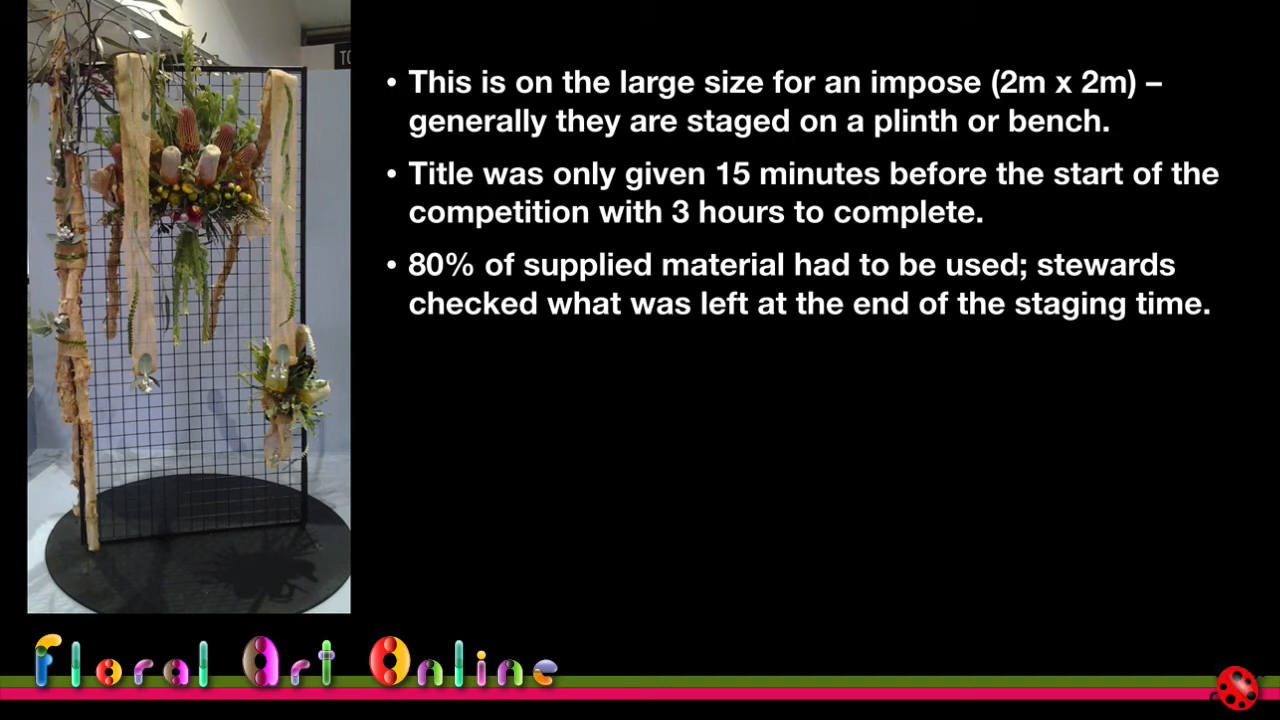 TO
• This is on the large size for an impose (2m x 2m) –
generally they are staged on a plinth or bench.
• Title was only given 15 minutes before the start of the
competition with 3 hours to complete.
• 80% of supplied material had to be used; stewards
checked what was left at the end of the staging time.
Floral Art Online